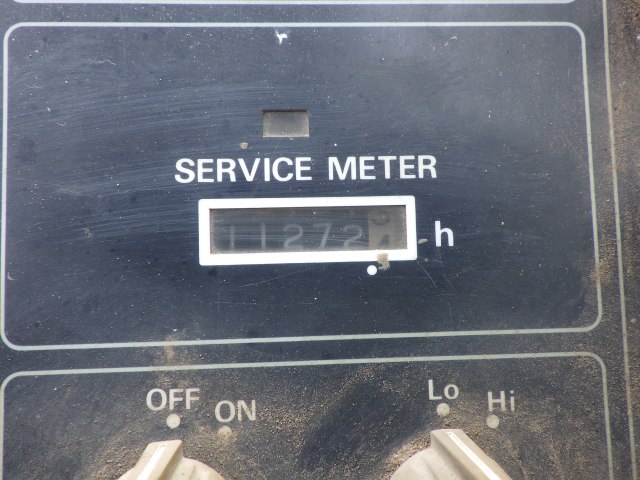 SERVICE METER
11272 h
OFF ON Lo Hi